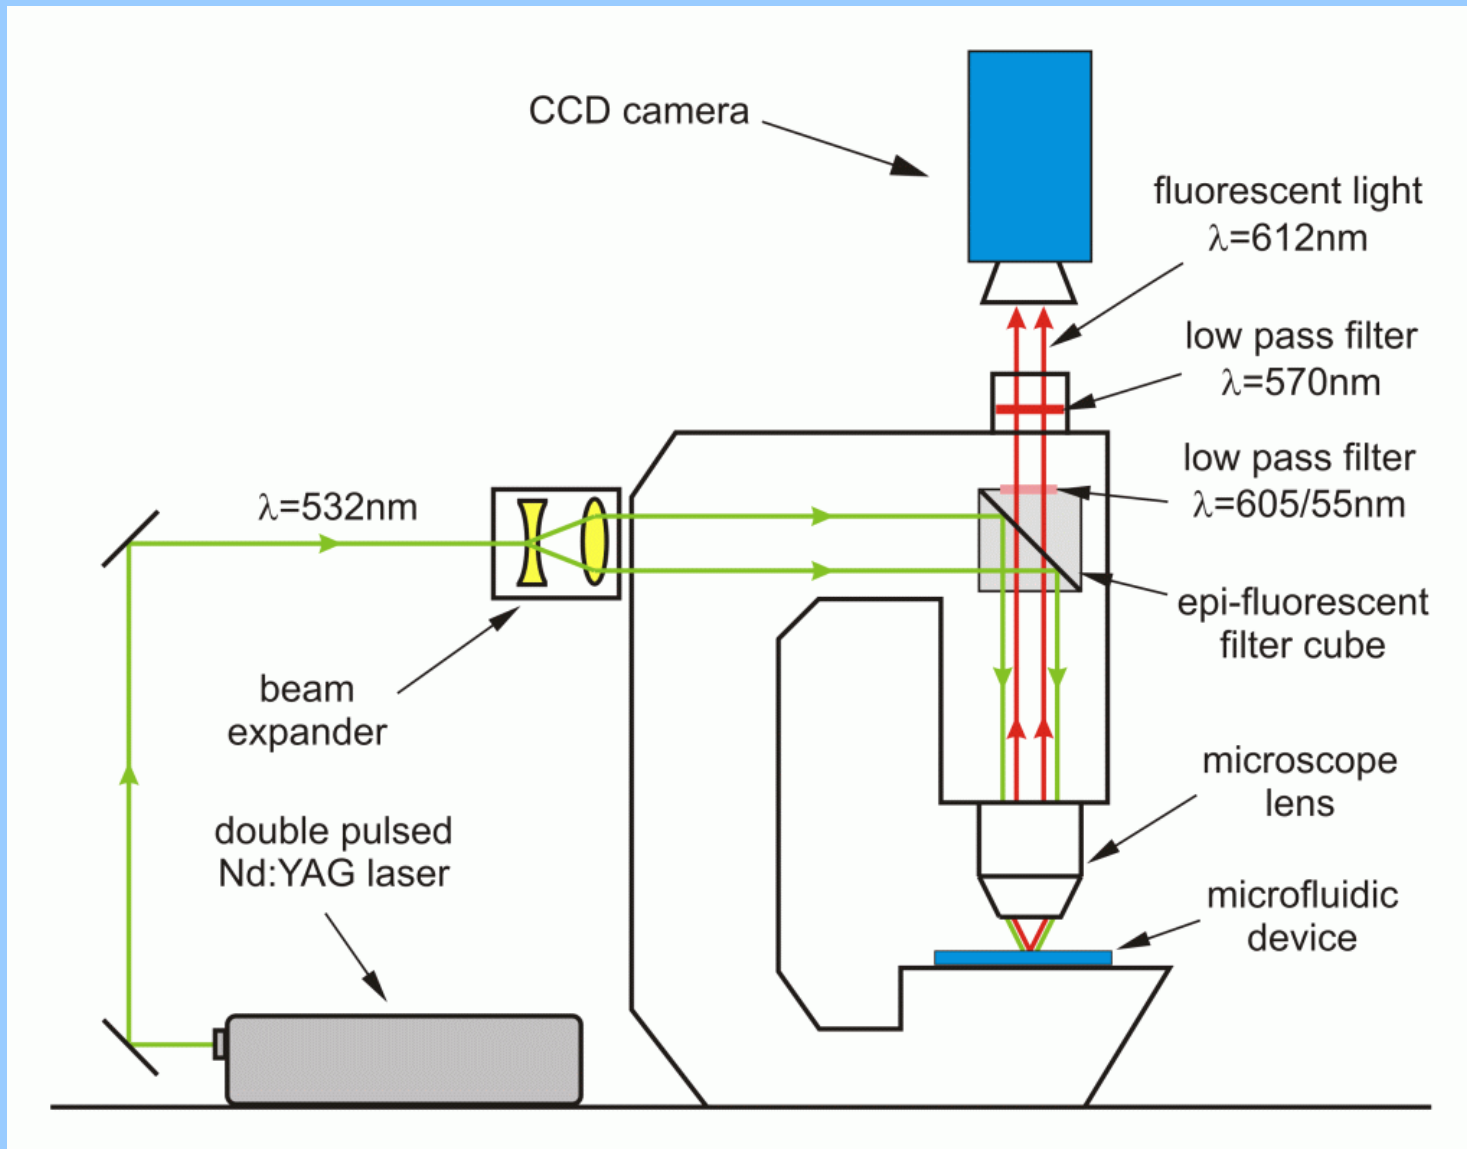 CCD camera
fluorescent light
λ=612nm
low pass filter
λ=570nm
low pass filter
λ=605/55nm
λ=532nm
epi-fluorescent
filter cube
beam
expander
microscope
lens
double pulsed
Nd:YAG laser
microfluidic
device